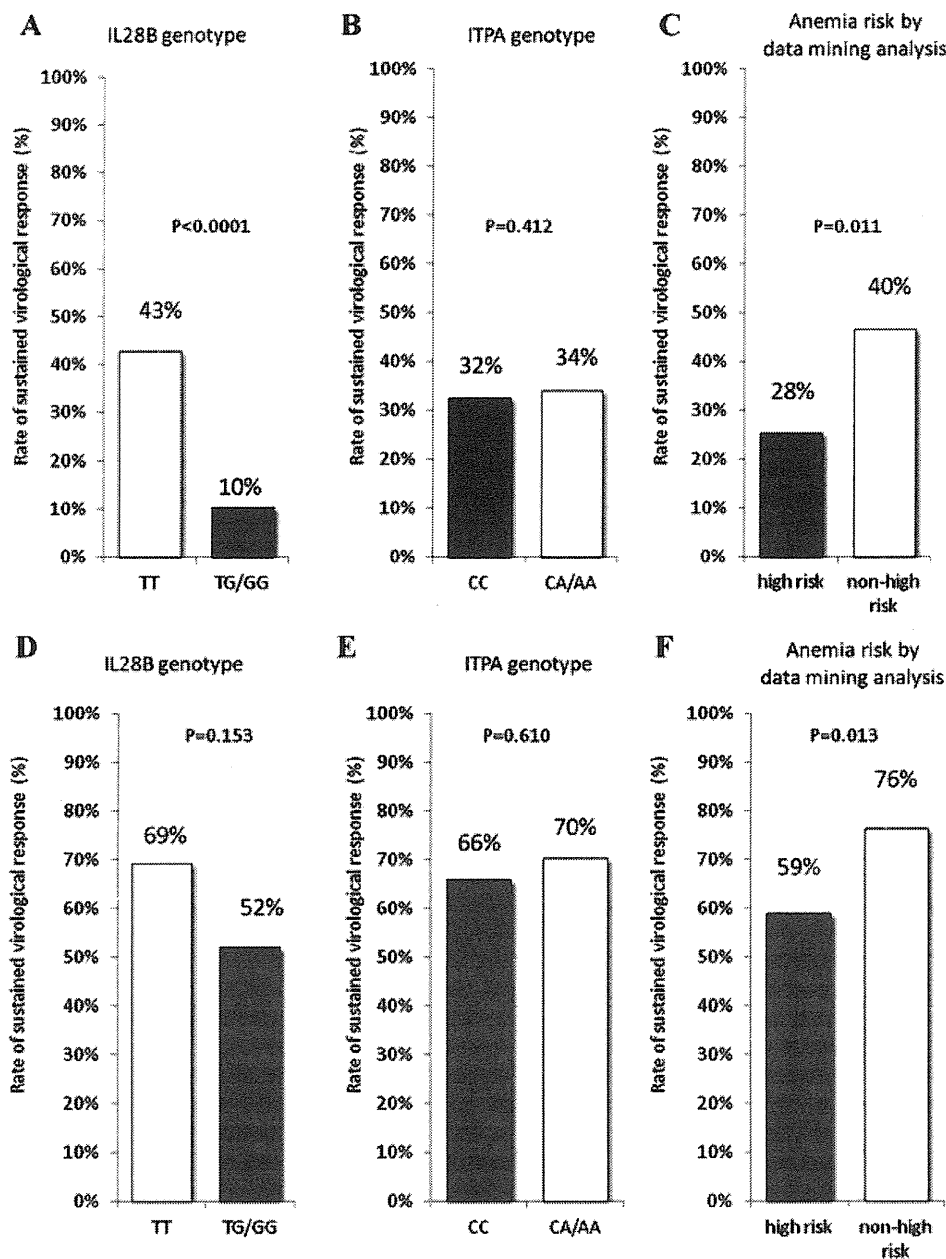 A
IL28B genotype
Rate of sustained virological response (%)
100%
90%
80%
70%
60%
50%
40%
30%
20%
10%
0%
P<0.0001
43%
10%
TT
TG/GG
B
ITPA genotype
Rate of sustained virological response (%)
100%
90%
80%
70%
60%
50%
40%
30%
20%
10%
0%
P=0.412
32%
34%
CC
CA/AA
C
Anemia risk by
data mining analysis
Rate of sustained virological response (%)
100%
90%
80%
70%
60%
50%
40%
30%
20%
10%
0%
P=0.011
28%
40%
high risk
non-high
risk
D
IL28B genotype
Rate of sustained virological response (%)
100%
90%
80%
70%
60%
50%
40%
30%
20%
10%
0%
P=0.153
69%
52%
TT
TG/GG
E
ITPA genotype
Rate of sustained virological response (%)
100%
90%
80%
70%
60%
50%
40%
30%
20%
10%
0%
P=0.610
66%
70%
CC
CA/AA
F
Anemia risk by
data mining analysis
Rate of sustained virological response (%)
100%
90%
80%
70%
60%
50%
40%
30%
20%
10%
0%
P=0.013
59%
76%
high risk
non-high
risk